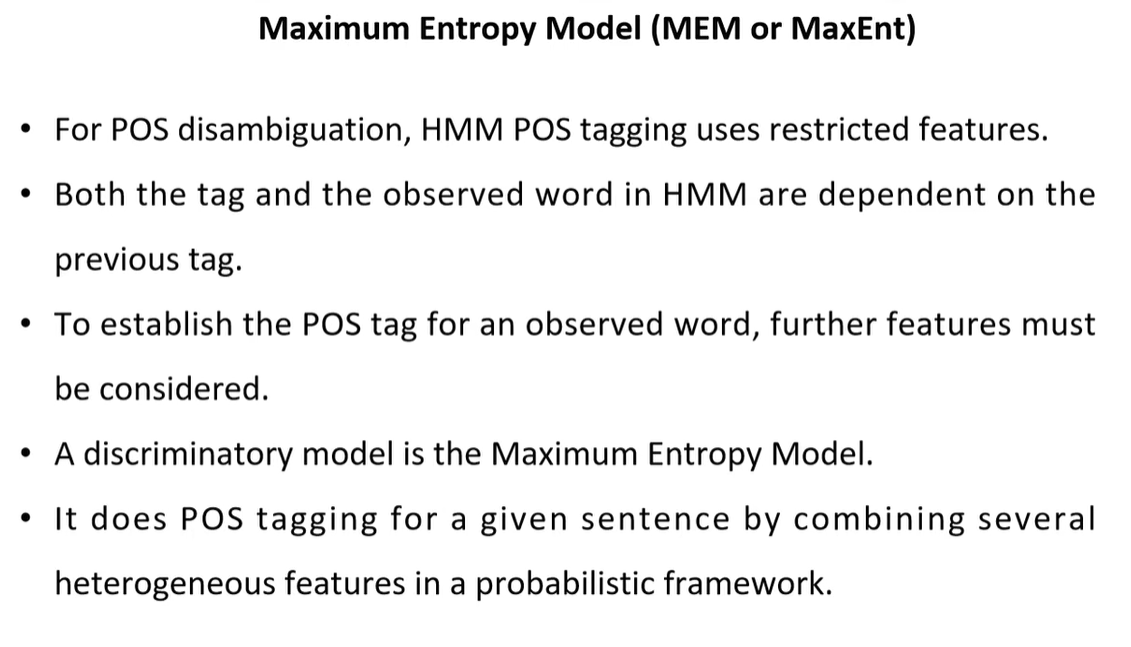 Maximum Entropy Model (MEM or MaxEnt)
• For POS disambiguation, HMM POS tagging uses restricted features.
• Both the tag and the observed word in HMM are dependent on the
previous tag.
• To establish the POS tag for an observed word, further features must
be considered.
• A discriminatory model is the Maximum Entropy Model.
• It does POS tagging for a given sentence by combining several
heterogeneous features in a probabilistic framework.